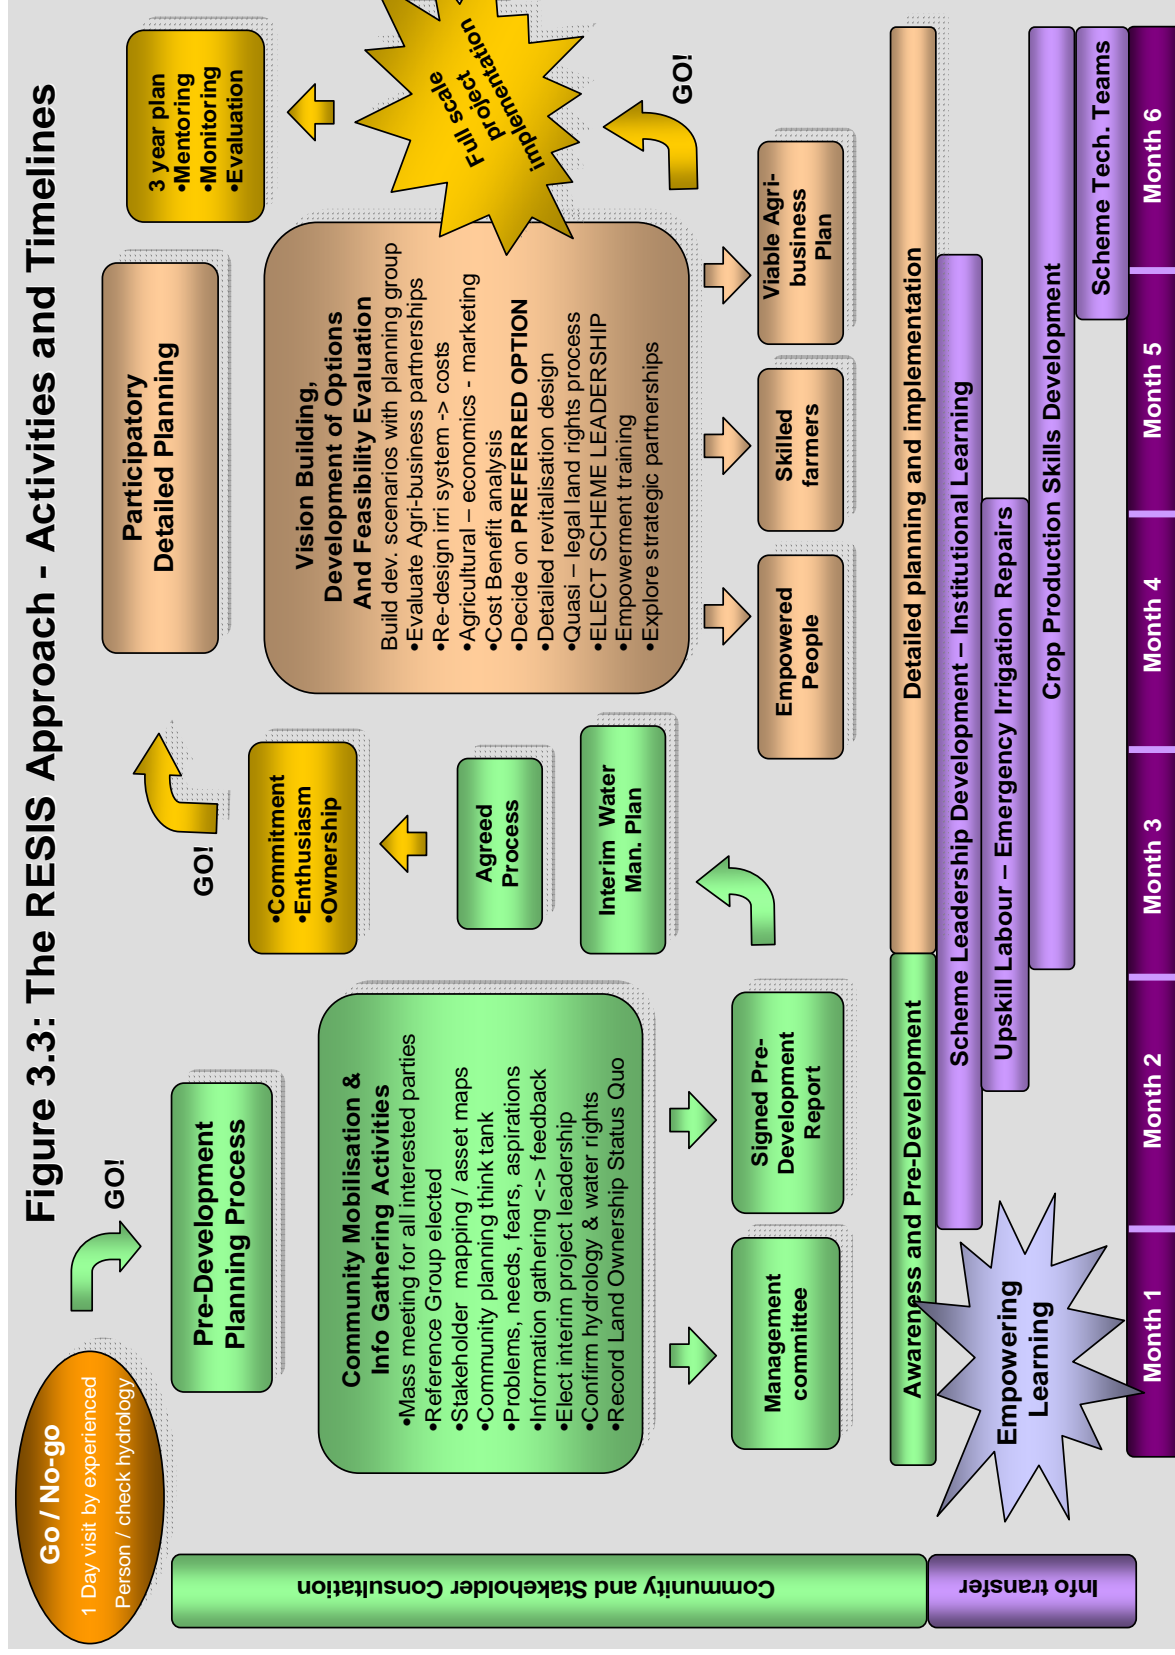 Figure 3.3: The RESIS Approach - Activities and Timelines
Go / No-go
1 Day visit by experienced
Person / check hydrology
GO!
Pre-Development
Planning Process
Community Mobilisation &
Info Gathering Activities
•Mass meeting for all interested parties
•Reference Group elected
•Stakeholder mapping / asset maps
•Community planning think tank
•Problems, needs, fears, aspirations
•Information gathering <-> feedback
•Elect interim project leadership
•Confirm hydrology & water rights
•Record Land Ownership Status Quo
Management
committee
Signed Pre-
Development
Report
GO!
•Commitment
•Enthusiasm
•Ownership
Agreed
Process
Interim Water
Man. Plan
Participatory
Detailed Planning
Vision Building,
Development of Options
And Feasibility Evaluation
Build dev. scenarios with planning group
•Evaluate Agri-business partnerships
•Re-design irri system -> costs
•Agricultural – economics - marketing
•Cost Benefit analysis
•Decide on PREFERRED OPTION
•Detailed revitalisation design
•Quasi – legal land rights process
•ELECT SCHEME LEADERSHIP
•Empowerment training
•Explore strategic partnerships
Empowered
People
Skilled
farmers
Viable Agri-
business
Plan
3 year plan
•Mentoring
•Monitoring
•Evaluation
Full scale
project
implementation
GO!
Community and Stakeholder Consultation
Info transfer
Awareness and Pre-Development
Detailed planning and implementation
Scheme Leadership Development – Institutional Learning
Upskill Labour – Emergency Irrigation Repairs
Crop Production Skills Development
Scheme Tech. Teams
Empowering
Learning
Month 1
Month 2
Month 3
Month 4
Month 5
Month 6